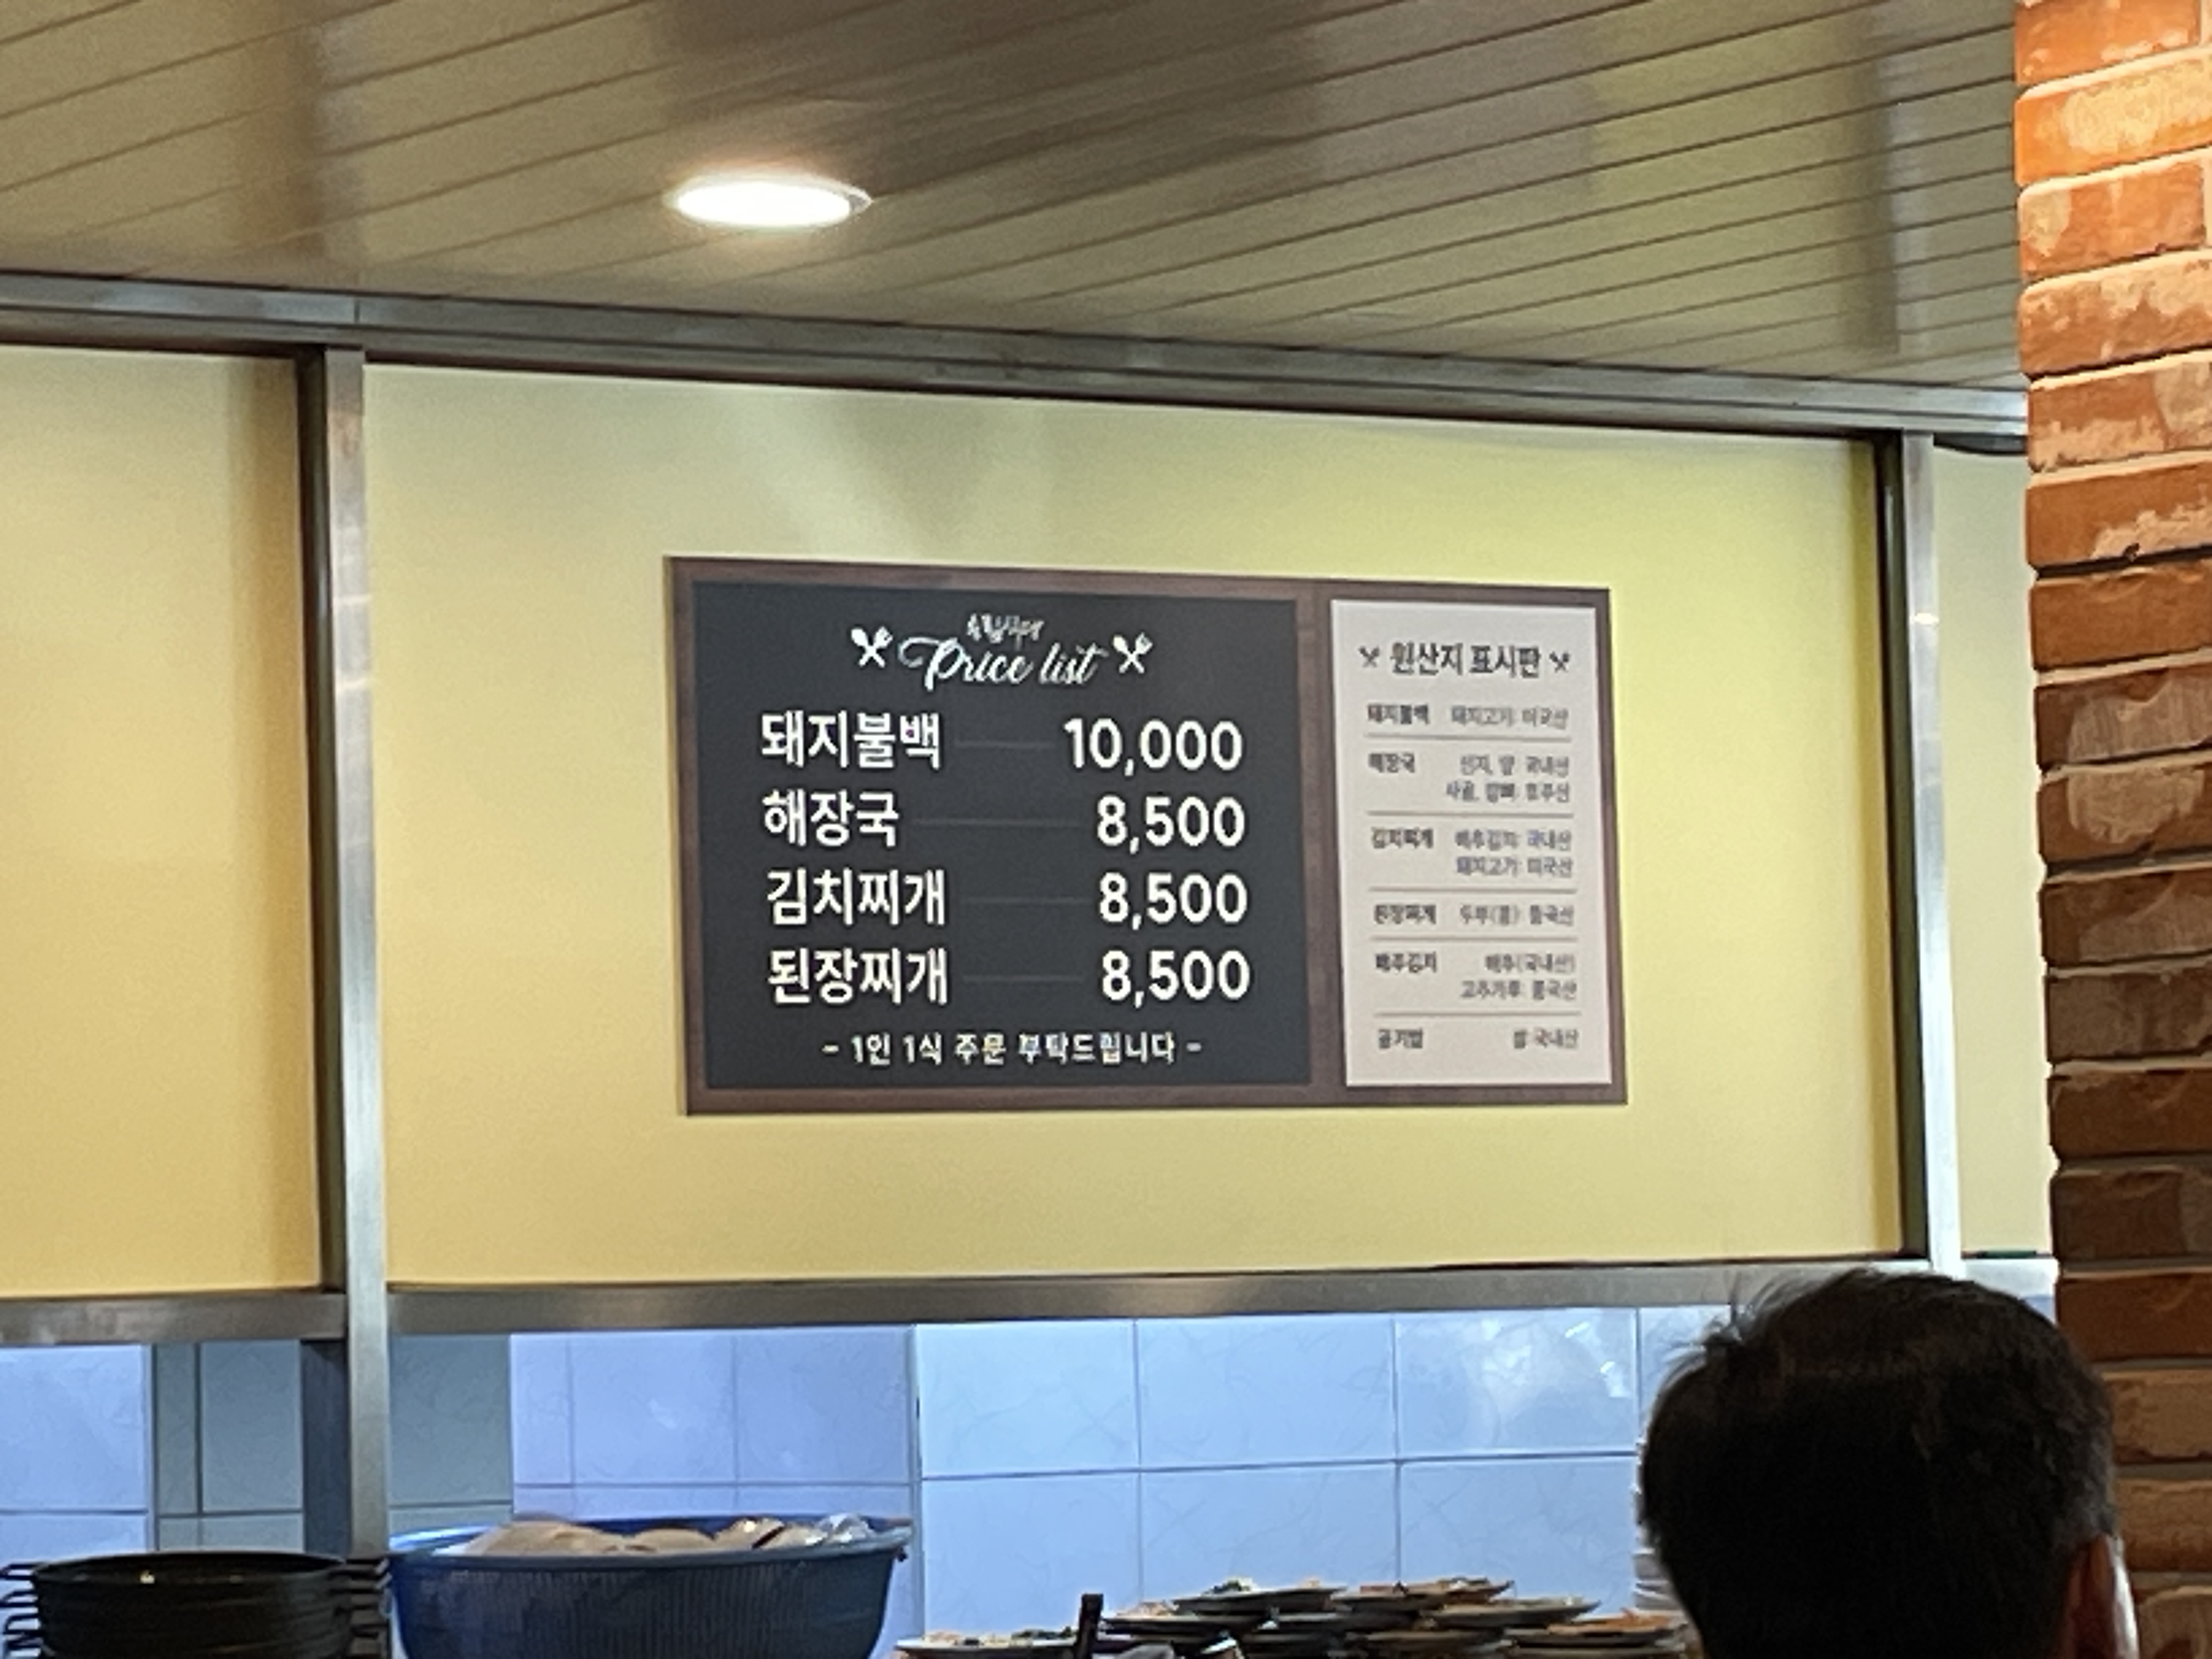 Price list
돼지불백 10,000
해장국 8,500
김치찌개 8,500
된장찌개 8,500
- 1인 1식 주문 부탁드립니다 -
원산지 표시판
돼지불백 돼지고기: 미국산
해장국 선지, 양: 국내산
사골, 잡뼈: 호주산
김치찌개 배추김치: 국내산
돼지고기: 미국산
된장찌개 두부(콩): 중국산
배추김치 배추(국내산)
고추가루: 중국산
공기밥 쌀:국내산